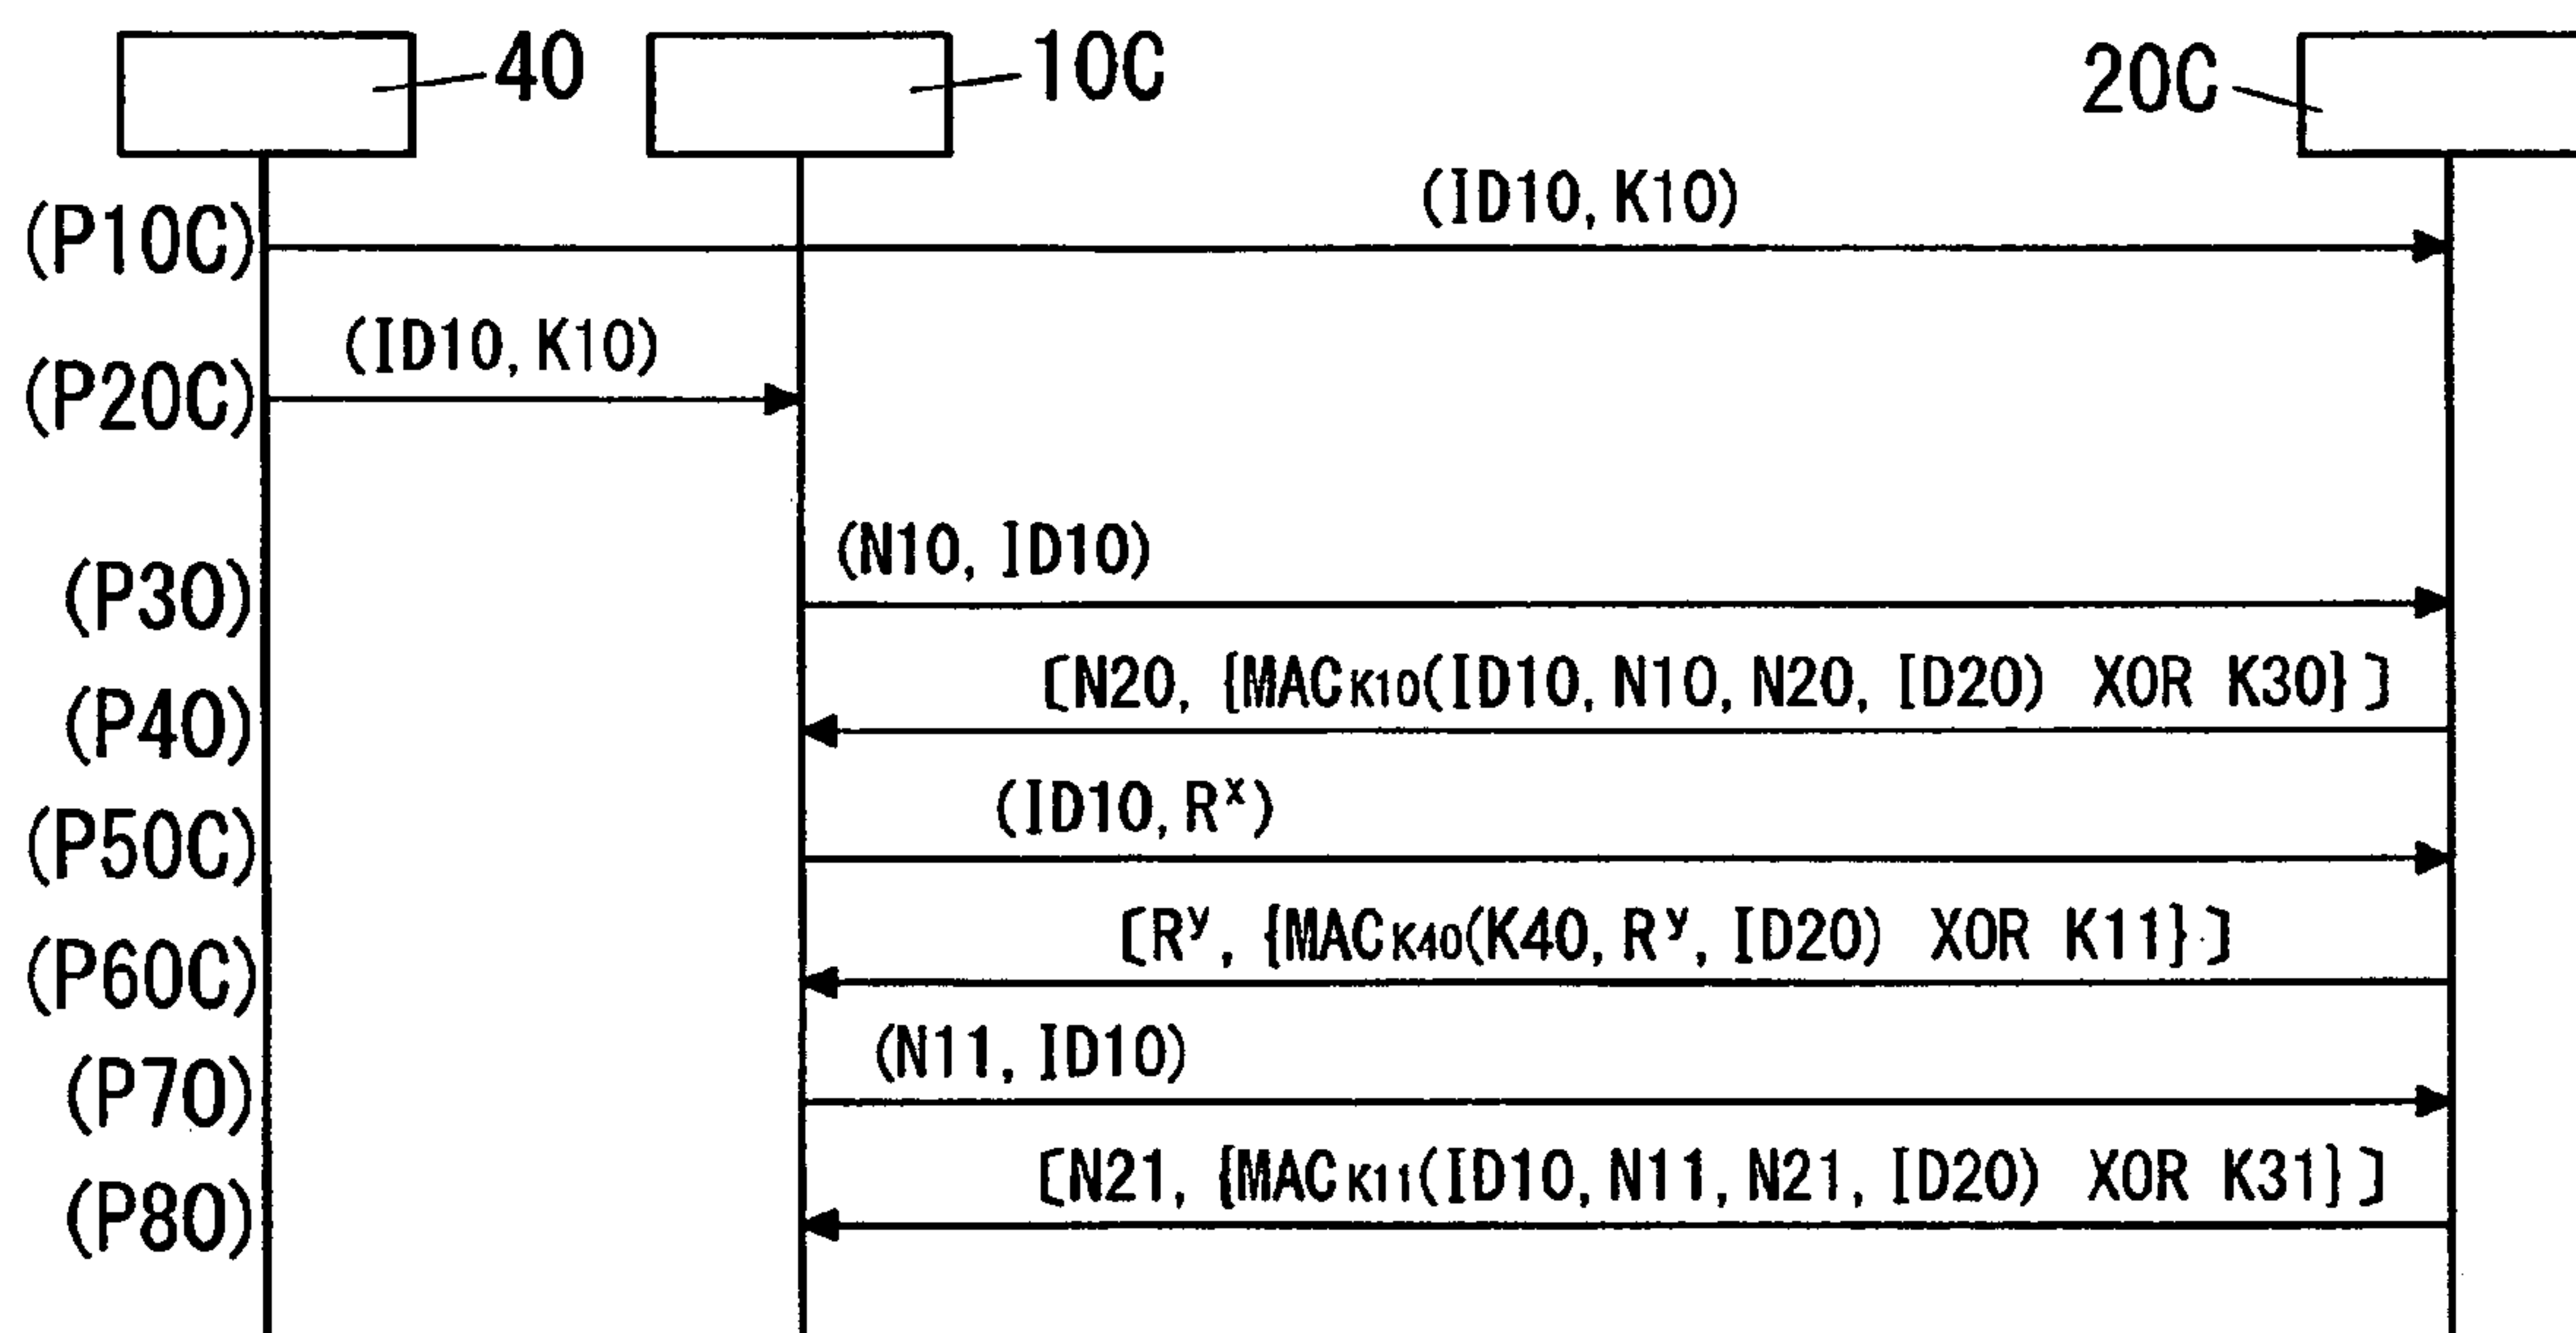 40
10C
20C
(ID10, K10)
(P10C)
(ID10, K10)
(P20C)
(N10, ID10)
(P30)
[N20, {MACK10(ID10, N10, N20, ID20) XOR K30}]
(P40)
(ID10, Rˣ)
(P50C)
[Rʸ, {MACK40(K40, Rʸ, ID20) XOR K11}]
(P60C)
(N11, ID10)
(P70)
[N21, {MACK11(ID10, N11, N21, ID20) XOR K31}]
(P80)